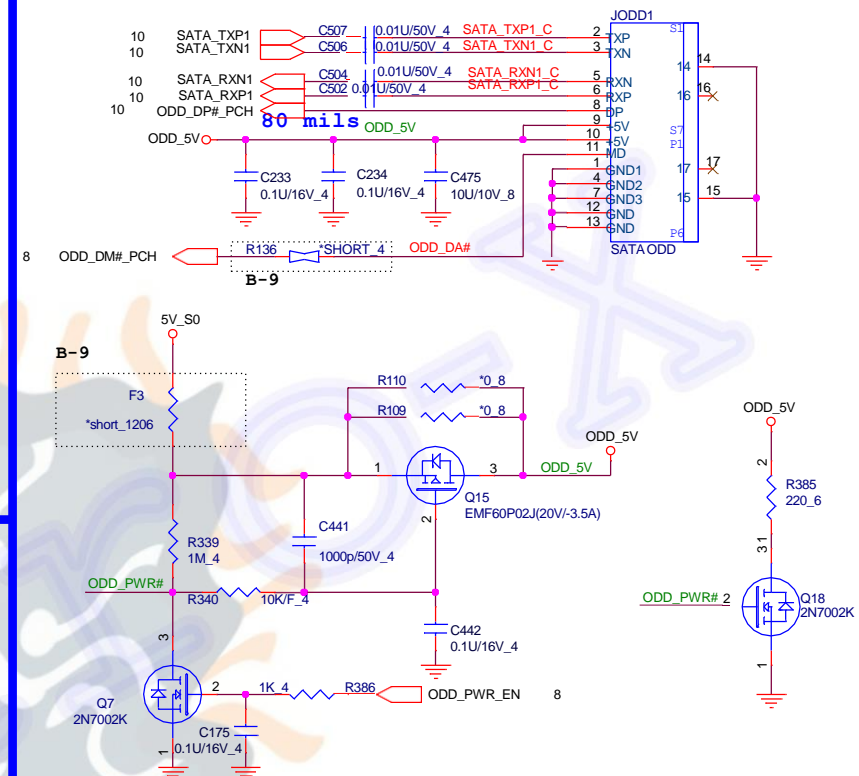 JODD1
10 SATA_TXP1 C507 0.01U/50V_4 SATA_TXP1_C 2 TXP S1
10 SATA_TXN1 C506 0.01U/50V_4 SATA_TXN1_C 3 TXN
14 14
10 SATA_RXN1 C504 0.01U/50V_4 SATA_RXN1_C 5 RXN
10 SATA_RXP1 C502 0.01U/50V_4 SATA_RXP1_C 6 RXP 16 16
10 ODD_DP#_PCH 8 DP
80 mils
ODD_5V ODD_5V 9 +5V
10 +5V S7
11 MD P1
C233 C234 C475 1 GND1 17 17
0.1U/16V_4 0.1U/16V_4 10U/10V_8 4 GND2
7 GND3 15 15
12 GND
13 GND P6
SATA ODD
8 ODD_DM#_PCH R136 *SHORT_4 ODD_DA#
B-9
5V_S0
B-9
F3
*short_1206
R110 *0_8
R109 *0_8
ODD_5V
ODD_5V
1 3 ODD_5V
Q15
EMF60P02J(20V/-3.5A)
2
2
R385
220_6
C441
1000p/50V_4
R339
1M_4
3 1
ODD_PWR#
R340 10K/F_4
ODD_PWR# 2 Q18
2N7002K
C442
0.1U/16V_4
3
1
Q7
2N7002K
2 1K_4 R386 ODD_PWR_EN 8
C175
0.1U/16V_4
1